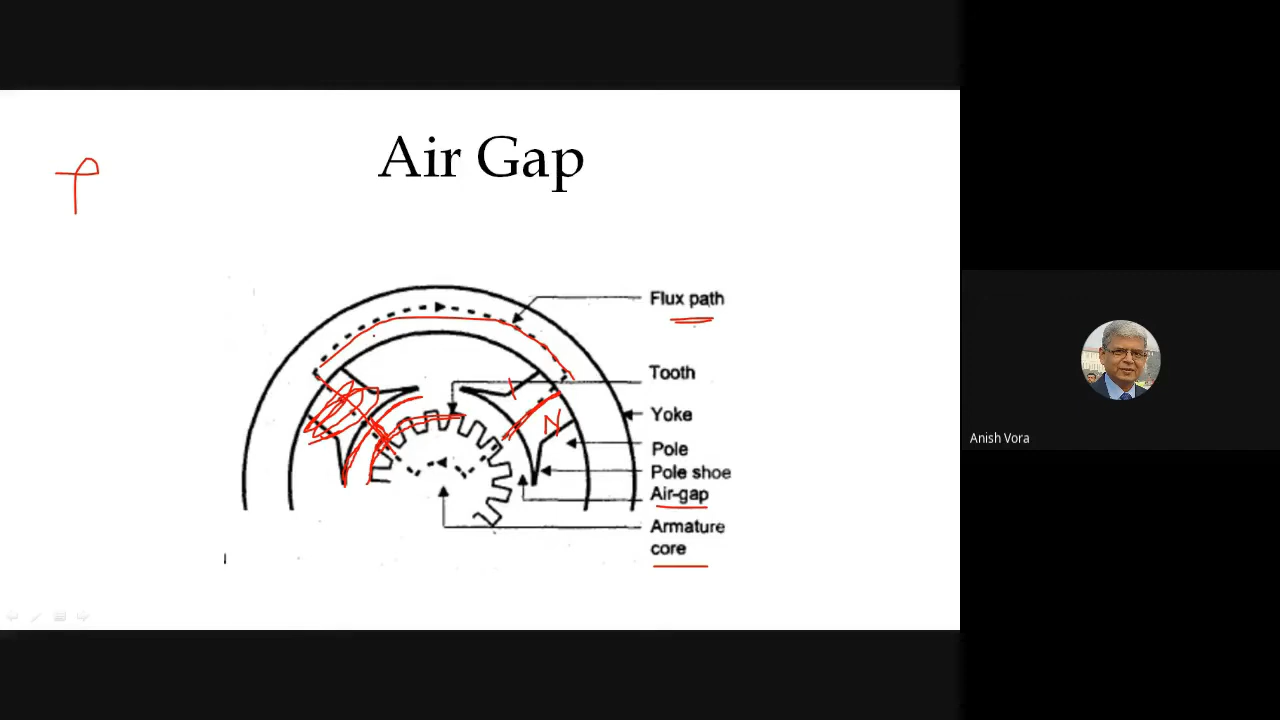 Air Gap
Flux path
Tooth
Yoke
N
Pole
Pole shoe
Air-gap
Armature
core
Anish Vora